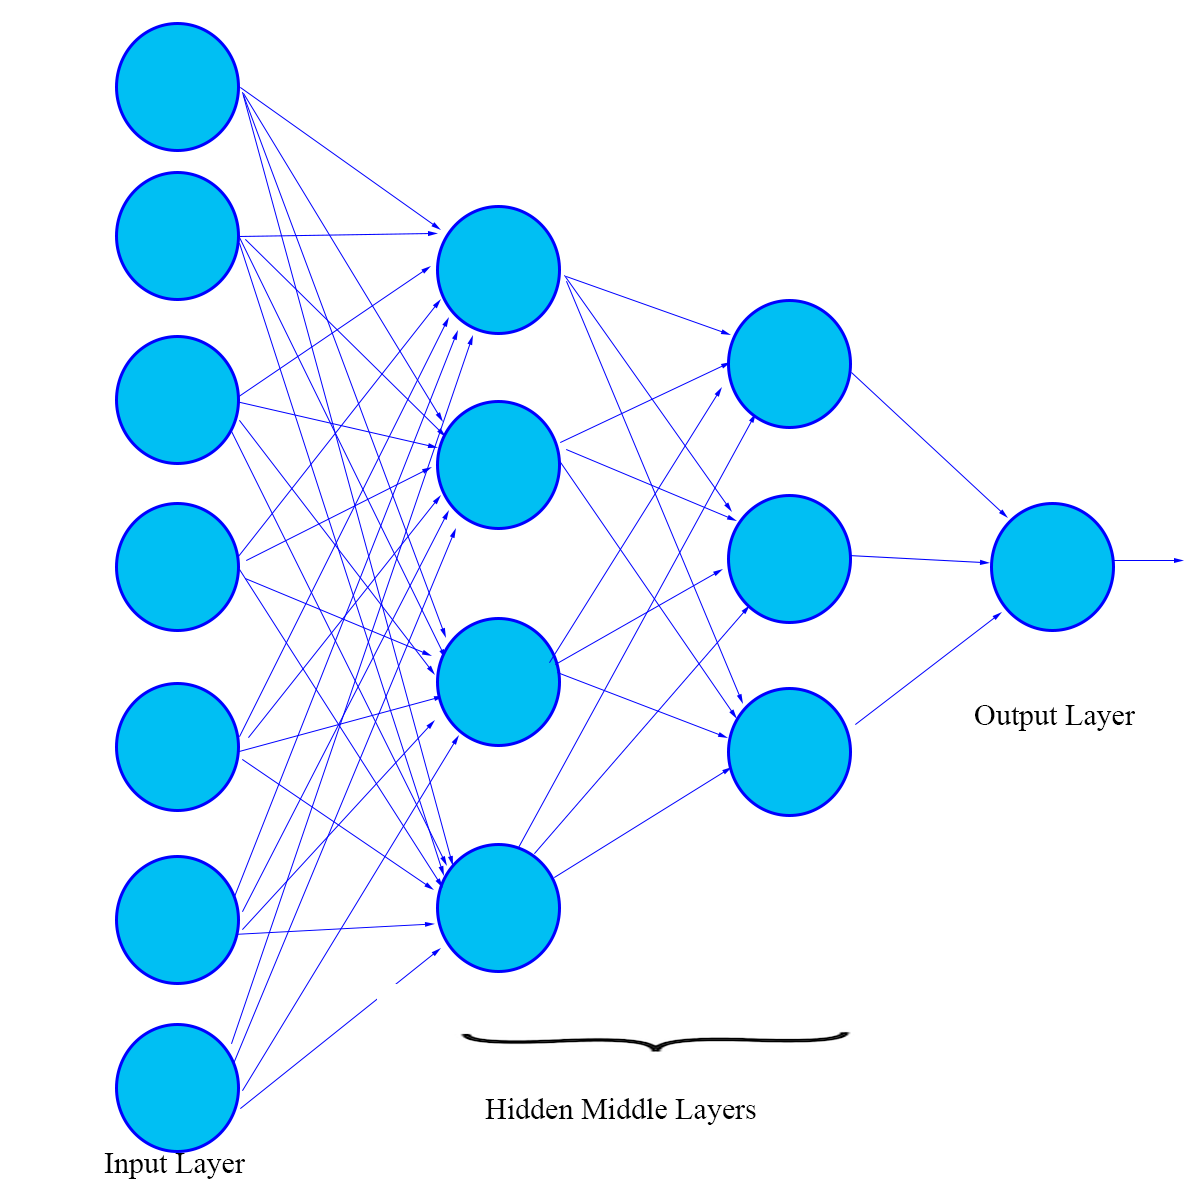 Output Layer
Hidden Middle Layers
Input Layer